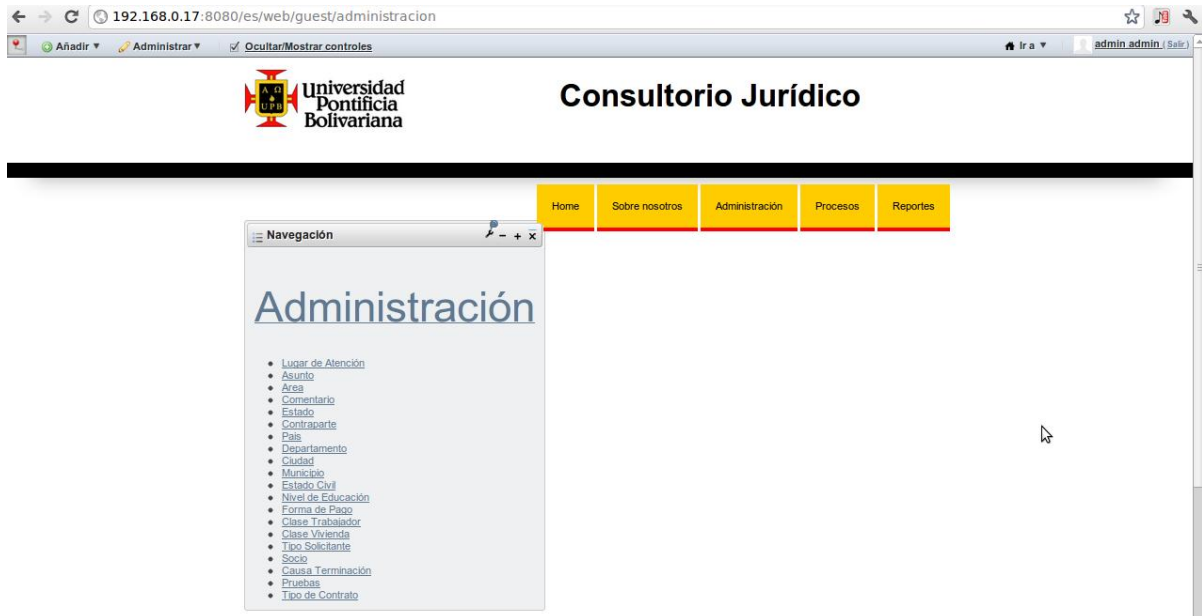 192.168.0.17:8080/es/web/guest/administracion
Añadir Administrar Ocultar/Mostrar controles Ir a admin admin (Salir)
Universidad
Pontificia
Bolivariana
Α Ω
UPB
Consultorio Jurídico
Home Sobre nosotros Administración Procesos Reportes
Navegación
Administración
Lugar de Atención
Asunto
Area
Comentario
Estado
Contraparte
Pais
Departamento
Ciudad
Municipio
Estado Civil
Nivel de Educación
Forma de Pago
Clase Trabajador
Clase Vivienda
Tipo Solicitante
Socio
Causa Terminación
Pruebas
Tipo de Contrato